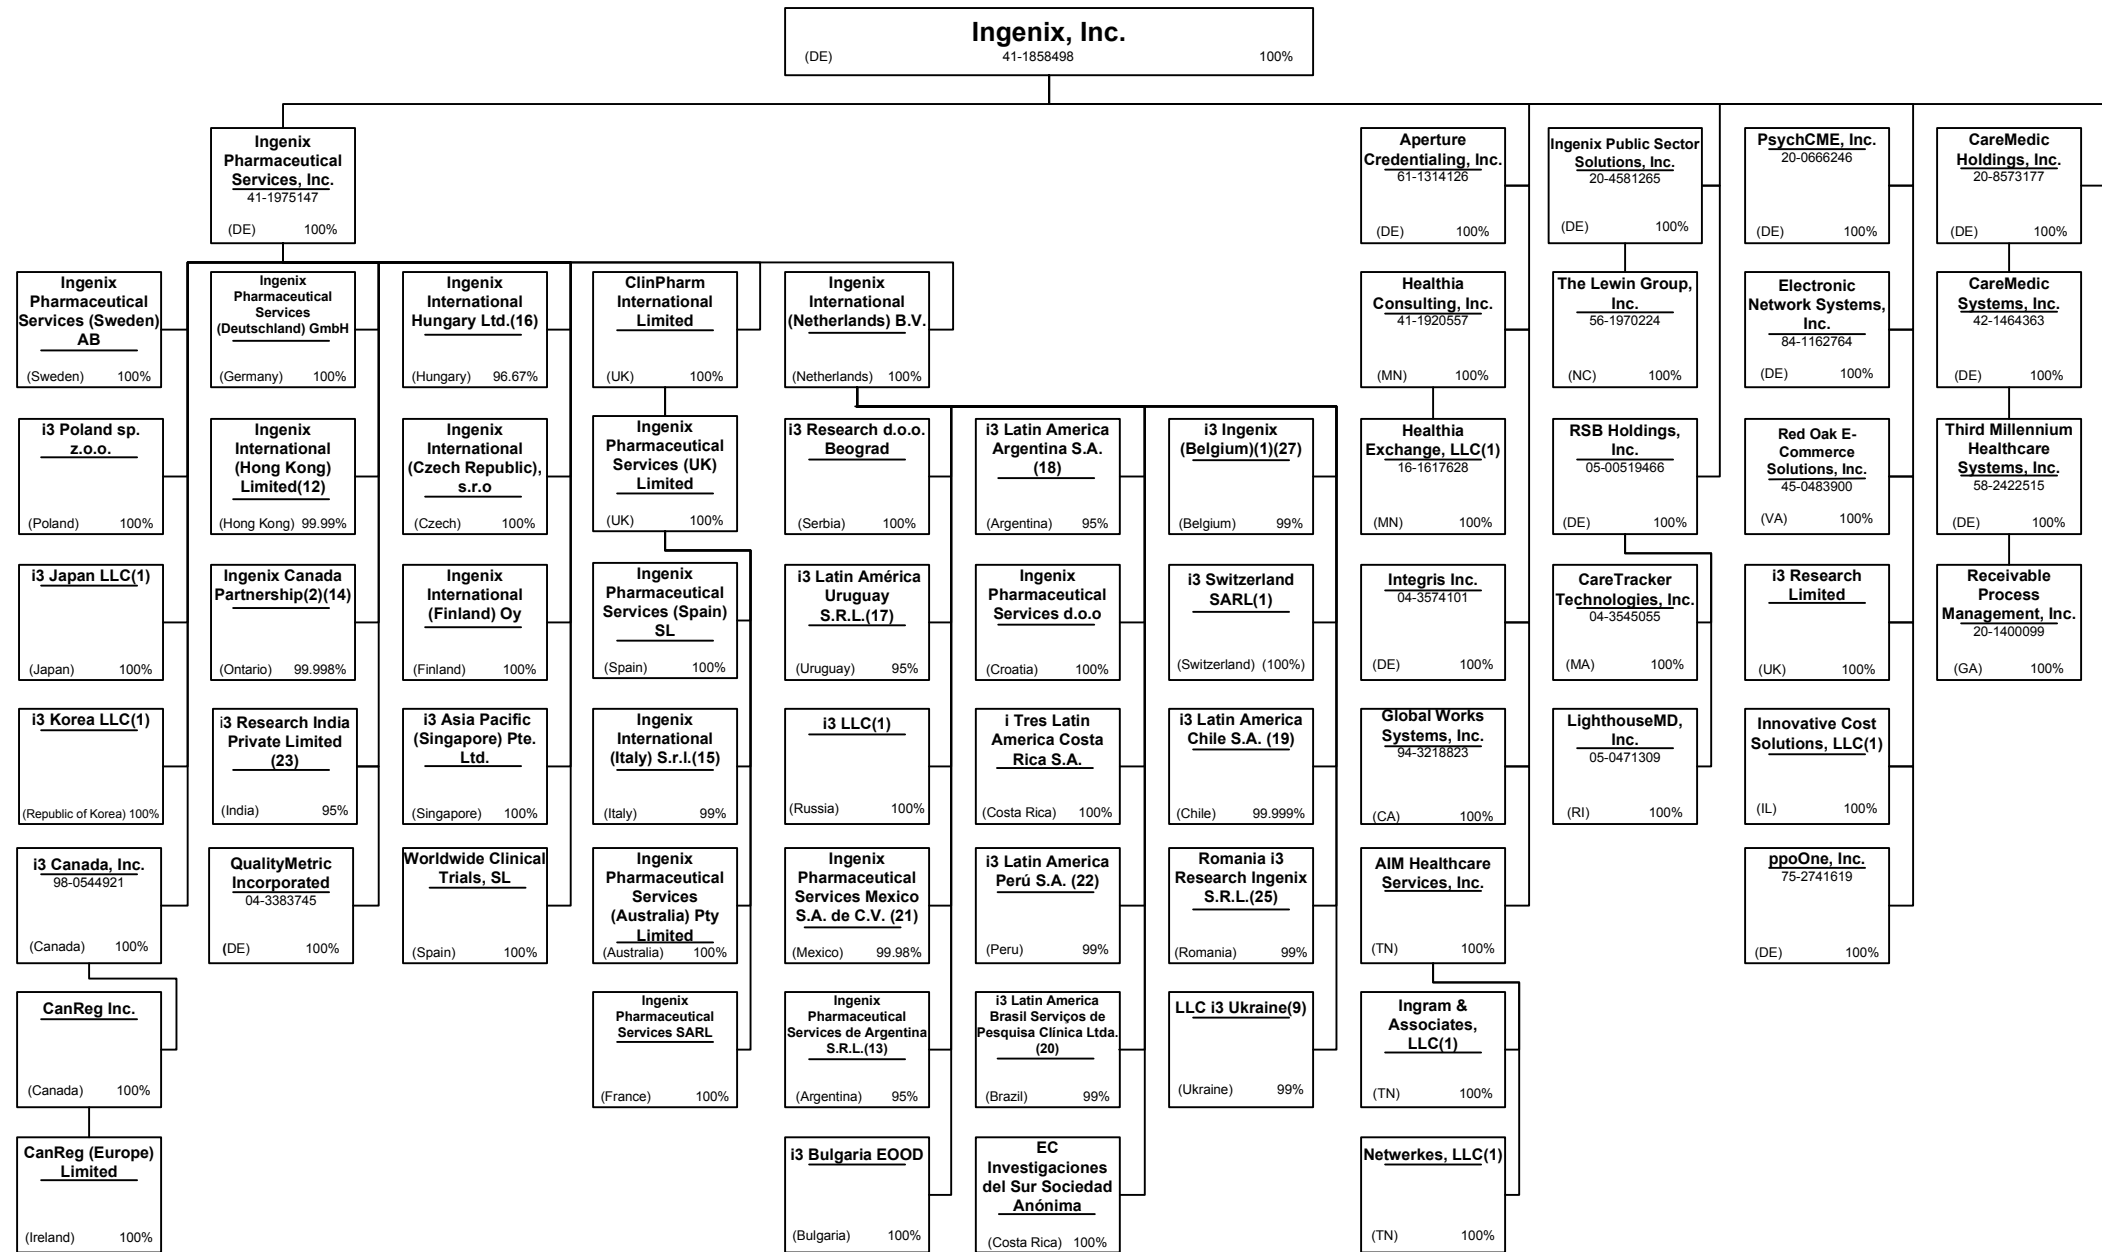 Ingenix, Inc.
41-1858498
(DE) 100%
Ingenix
Pharmaceutical
Services, Inc.
41-1975147
(DE) 100%
Aperture
Credentialing, Inc.
61-1314126
(DE) 100%
Ingenix Public Sector
Solutions, Inc.
20-4581265
(DE) 100%
PsychCME, Inc.
20-0666246
(DE) 100%
CareMedic
Holdings, Inc.
20-8573177
(DE) 100%
Ingenix
Pharmaceutical
Services (Sweden)
AB
(Sweden) 100%
Ingenix
Pharmaceutical
Services
(Deutschland) GmbH
(Germany) 100%
Ingenix
International
Hungary Ltd.(16)
(Hungary) 96.67%
ClinPharm
International
Limited
(UK) 100%
Ingenix
International
(Netherlands) B.V.
(Netherlands) 100%
Healthia
Consulting, Inc.
41-1920557
(MN) 100%
The Lewin Group,
Inc.
56-1970224
(NC) 100%
Electronic
Network Systems,
Inc.
84-1162764
(DE) 100%
CareMedic
Systems, Inc.
42-1464363
(DE) 100%
i3 Poland sp.
z.o.o.
(Poland) 100%
Ingenix
International
(Hong Kong)
Limited(12)
(Hong Kong) 99.99%
Ingenix
International
(Czech Republic),
s.r.o
(Czech) 100%
Ingenix
Pharmaceutical
Services (UK)
Limited
(UK) 100%
i3 Research d.o.o.
Beograd
(Serbia) 100%
i3 Latin America
Argentina S.A.
(18)
(Argentina) 95%
i3 Ingenix
(Belgium)(1)(27)
(Belgium) 99%
Healthia
Exchange, LLC(1)
16-1617628
(MN) 100%
RSB Holdings,
Inc.
05-00519466
(DE) 100%
Red Oak E-
Commerce
Solutions, Inc.
45-0483900
(VA) 100%
Third Millennium
Healthcare
Systems, Inc.
58-2422515
(DE) 100%
i3 Japan LLC(1)
(Japan) 100%
Ingenix Canada
Partnership(2)(14)
(Ontario) 99.998%
Ingenix
International
(Finland) Oy
(Finland) 100%
Ingenix
Pharmaceutical
Services (Spain)
SL
(Spain) 100%
i3 Latin América
Uruguay
S.R.L.(17)
(Uruguay) 95%
Ingenix
Pharmaceutical
Services d.o.o
(Croatia) 100%
i3 Switzerland
SARL(1)
(Switzerland) (100%)
Integris Inc.
04-3574101
(DE) 100%
CareTracker
Technologies, Inc.
04-3545055
(MA) 100%
i3 Research
Limited
(UK) 100%
Receivable
Process
Management, Inc.
20-1400099
(GA) 100%
i3 Korea LLC(1)
(Republic of Korea) 100%
i3 Research India
Private Limited
(23)
(India) 95%
i3 Asia Pacific
(Singapore) Pte.
Ltd.
(Singapore) 100%
Ingenix
International
(Italy) S.r.l.(15)
(Italy) 99%
i3 LLC(1)
(Russia) 100%
i Tres Latin
America Costa
Rica S.A.
(Costa Rica) 100%
i3 Latin America
Chile S.A. (19)
(Chile) 99.999%
Global Works
Systems, Inc.
94-3218823
(CA) 100%
LighthouseMD,
Inc.
05-0471309
(RI) 100%
Innovative Cost
Solutions, LLC(1)
(IL) 100%
i3 Canada, Inc.
98-0544921
(Canada) 100%
QualityMetric
Incorporated
04-3383745
(DE) 100%
Worldwide Clinical
Trials, SL
(Spain) 100%
Ingenix
Pharmaceutical
Services
(Australia) Pty
Limited
(Australia) 100%
Ingenix
Pharmaceutical
Services Mexico
S.A. de C.V. (21)
(Mexico) 99.98%
i3 Latin America
Perú S.A. (22)
(Peru) 99%
Romania i3
Research Ingenix
S.R.L.(25)
(Romania) 99%
AIM Healthcare
Services, Inc.
(TN) 100%
ppoOne, Inc.
75-2741619
(DE) 100%
CanReg Inc.
(Canada) 100%
Ingenix
Pharmaceutical
Services SARL
(France) 100%
Ingenix
Pharmaceutical
Services de Argentina
S.R.L.(13)
(Argentina) 95%
i3 Latin America
Brasil Serviços de
Pesquisa Clínica Ltda.
(20)
(Brazil) 99%
LLC i3 Ukraine(9)
(Ukraine) 99%
Ingram &
Associates,
LLC(1)
(TN) 100%
CanReg (Europe)
Limited
(Ireland) 100%
i3 Bulgaria EOOD
(Bulgaria) 100%
EC
Investigaciones
del Sur Sociedad
Anónima
(Costa Rica) 100%
Netwerkes, LLC(1)
(TN) 100%